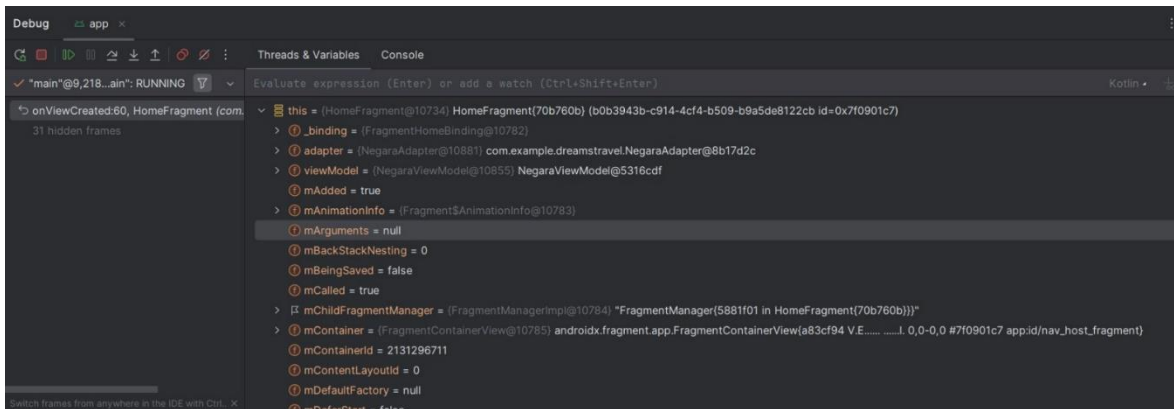 Debug app ×
Threads & Variables Console
"main"@9,218...ain": RUNNING
Evaluate expression (Enter) or add a watch (Ctrl+Shift+Enter) Kotlin
onViewCreated:60, HomeFragment (com.
31 hidden frames
this = {HomeFragment@10734} HomeFragment{70b760b} (b0b3943b-c914-4cf4-b509-b9a5de8122cb id=0x7f0901c7)
_binding = {FragmentHomeBinding@10782}
adapter = {NegaraAdapter@10881} com.example.dreamstravel.NegaraAdapter@8b17d2c
viewModel = {NegaraViewModel@10855} NegaraViewModel@5316cdf
mAdded = true
mAnimationInfo = {Fragment$AnimationInfo@10783}
mArguments = null
mBackStackNesting = 0
mBeingSaved = false
mCalled = true
mChildFragmentManager = {FragmentManagerImpl@10784} "FragmentManager{5881f01 in HomeFragment{70b760b}}}"
mContainer = {FragmentContainerView@10785} androidx.fragment.app.FragmentContainerView{a83cf94 V.E...... ......I. 0,0-0,0 #7f0901c7 app:id/nav_host_fragment}
mContainerId = 2131296711
mContentLayoutId = 0
mDefaultFactory = null
mDeferStart = false
Switch frames from anywhere in the IDE with Ctrl.. ×